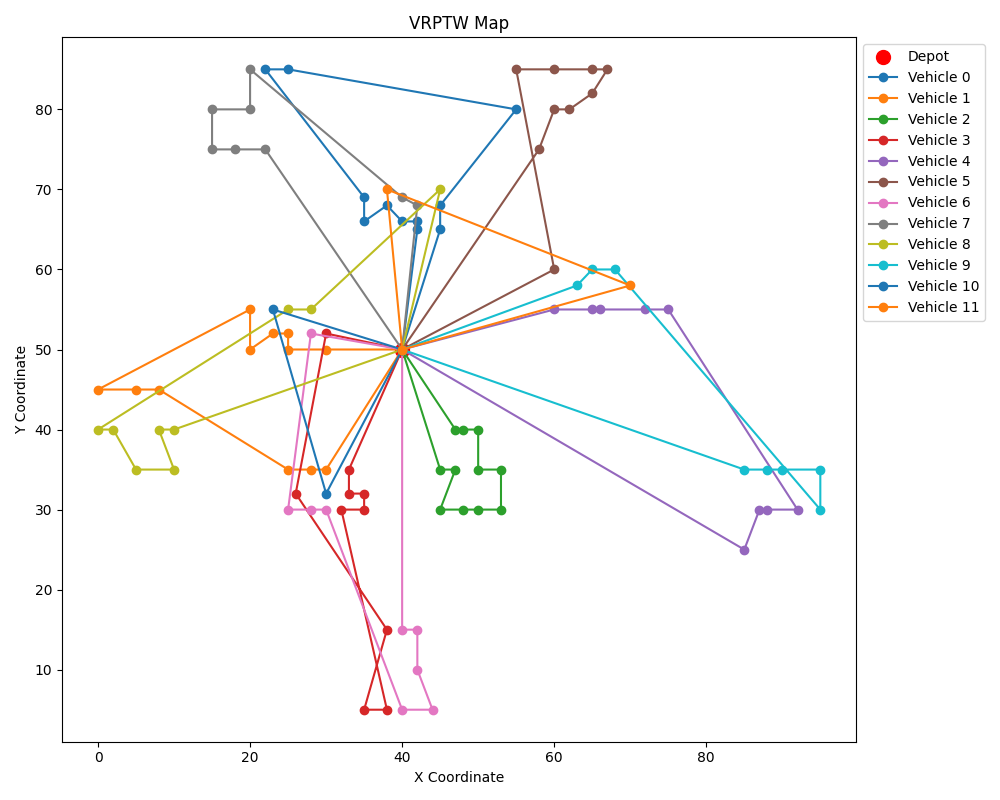 VRPTW Map
Y Coordinate
80
70
60
50
40
30
20
10
0
20
40
60
80
X Coordinate
Depot
Vehicle 0
Vehicle 1
Vehicle 2
Vehicle 3
Vehicle 4
Vehicle 5
Vehicle 6
Vehicle 7
Vehicle 8
Vehicle 9
Vehicle 10
Vehicle 11